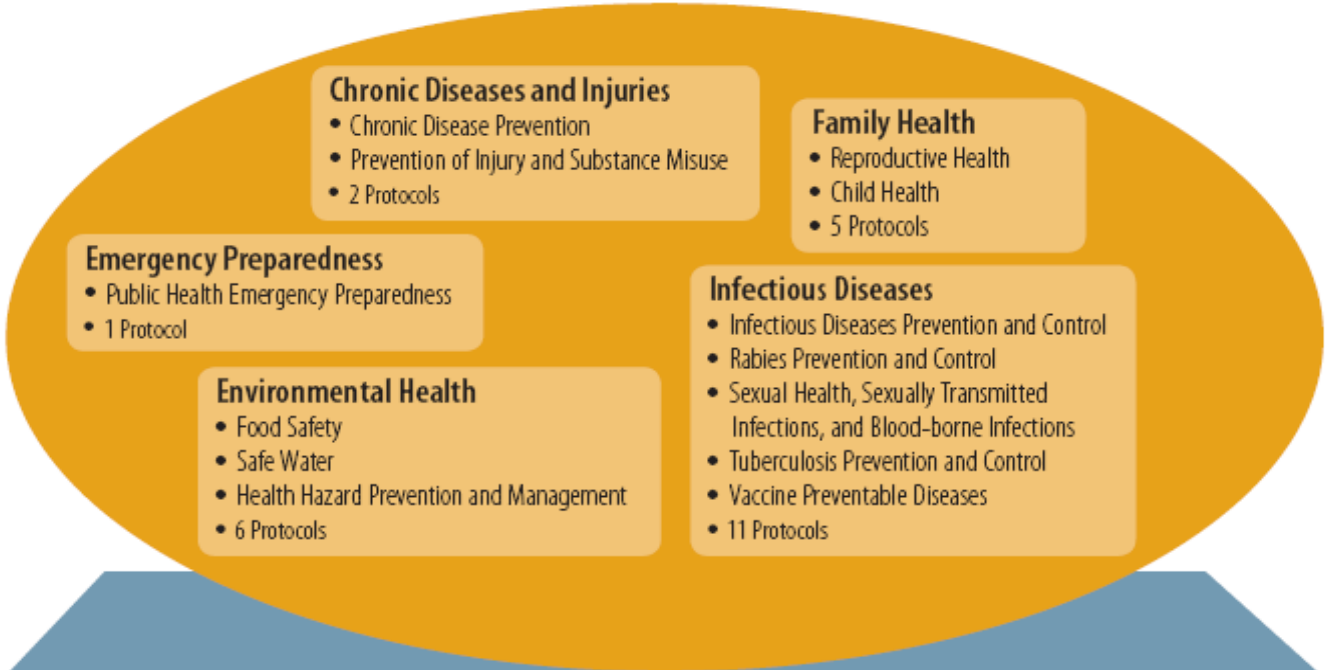 Chronic Diseases and Injuries
• Chronic Disease Prevention
• Prevention of Injury and Substance Misuse
• 2 Protocols
Family Health
• Reproductive Health
• Child Health
• 5 Protocols
Emergency Preparedness
• Public Health Emergency Preparedness
• 1 Protocol
Infectious Diseases
• Infectious Diseases Prevention and Control
• Rabies Prevention and Control
• Sexual Health, Sexually Transmitted
Infections, and Blood-borne Infections
• Tuberculosis Prevention and Control
• Vaccine Preventable Diseases
• 11 Protocols
Environmental Health
• Food Safety
• Safe Water
• Health Hazard Prevention and Management
• 6 Protocols